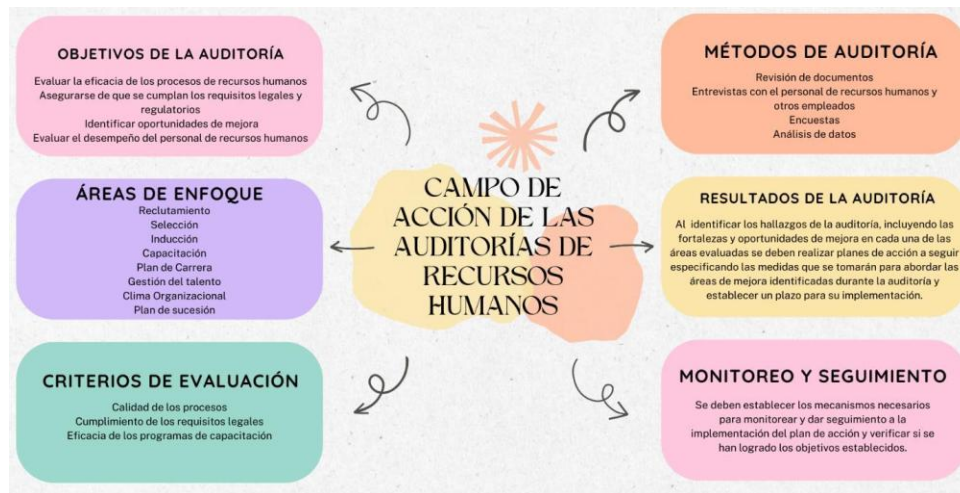 OBJETIVOS DE LA AUDITORÍA
Evaluar la eficacia de los procesos de recursos humanos
Asegurarse de que se cumplan los requisitos legales y
regulatorios
Identificar oportunidades de mejora
Evaluar el desempeño del personal de recursos humanos
ÁREAS DE ENFOQUE
Reclutamiento
Selección
Inducción
Capacitación
Plan de Carrera
Gestión del talento
Clima Organizacional
Plan de sucesión
CRITERIOS DE EVALUACIÓN
Calidad de los procesos
Cumplimiento de los requisitos legales
Eficacia de los programas de capacitación
CAMPO DE
ACCIÓN DE LAS
AUDITORÍAS DE
RECURSOS
HUMANOS
MÉTODOS DE AUDITORÍA
Revisión de documentos
Entrevistas con el personal de recursos humanos y
otros empleados
Encuestas
Análisis de datos
RESULTADOS DE LA AUDITORÍA
Al identificar los hallazgos de la auditoría, incluyendo las
fortalezas y oportunidades de mejora en cada una de las
áreas evaluadas se deben realizar planes de acción a seguir
especificando las medidas que se tomarán para abordar las
áreas de mejora identificadas durante la auditoría y
establecer un plazo para su implementación.
MONITOREO Y SEGUIMIENTO
Se deben establecer los mecanismos necesarios
para monitorear y dar seguimiento a la
implementación del plan de acción y verificar si se
han logrado los objetivos establecidos.